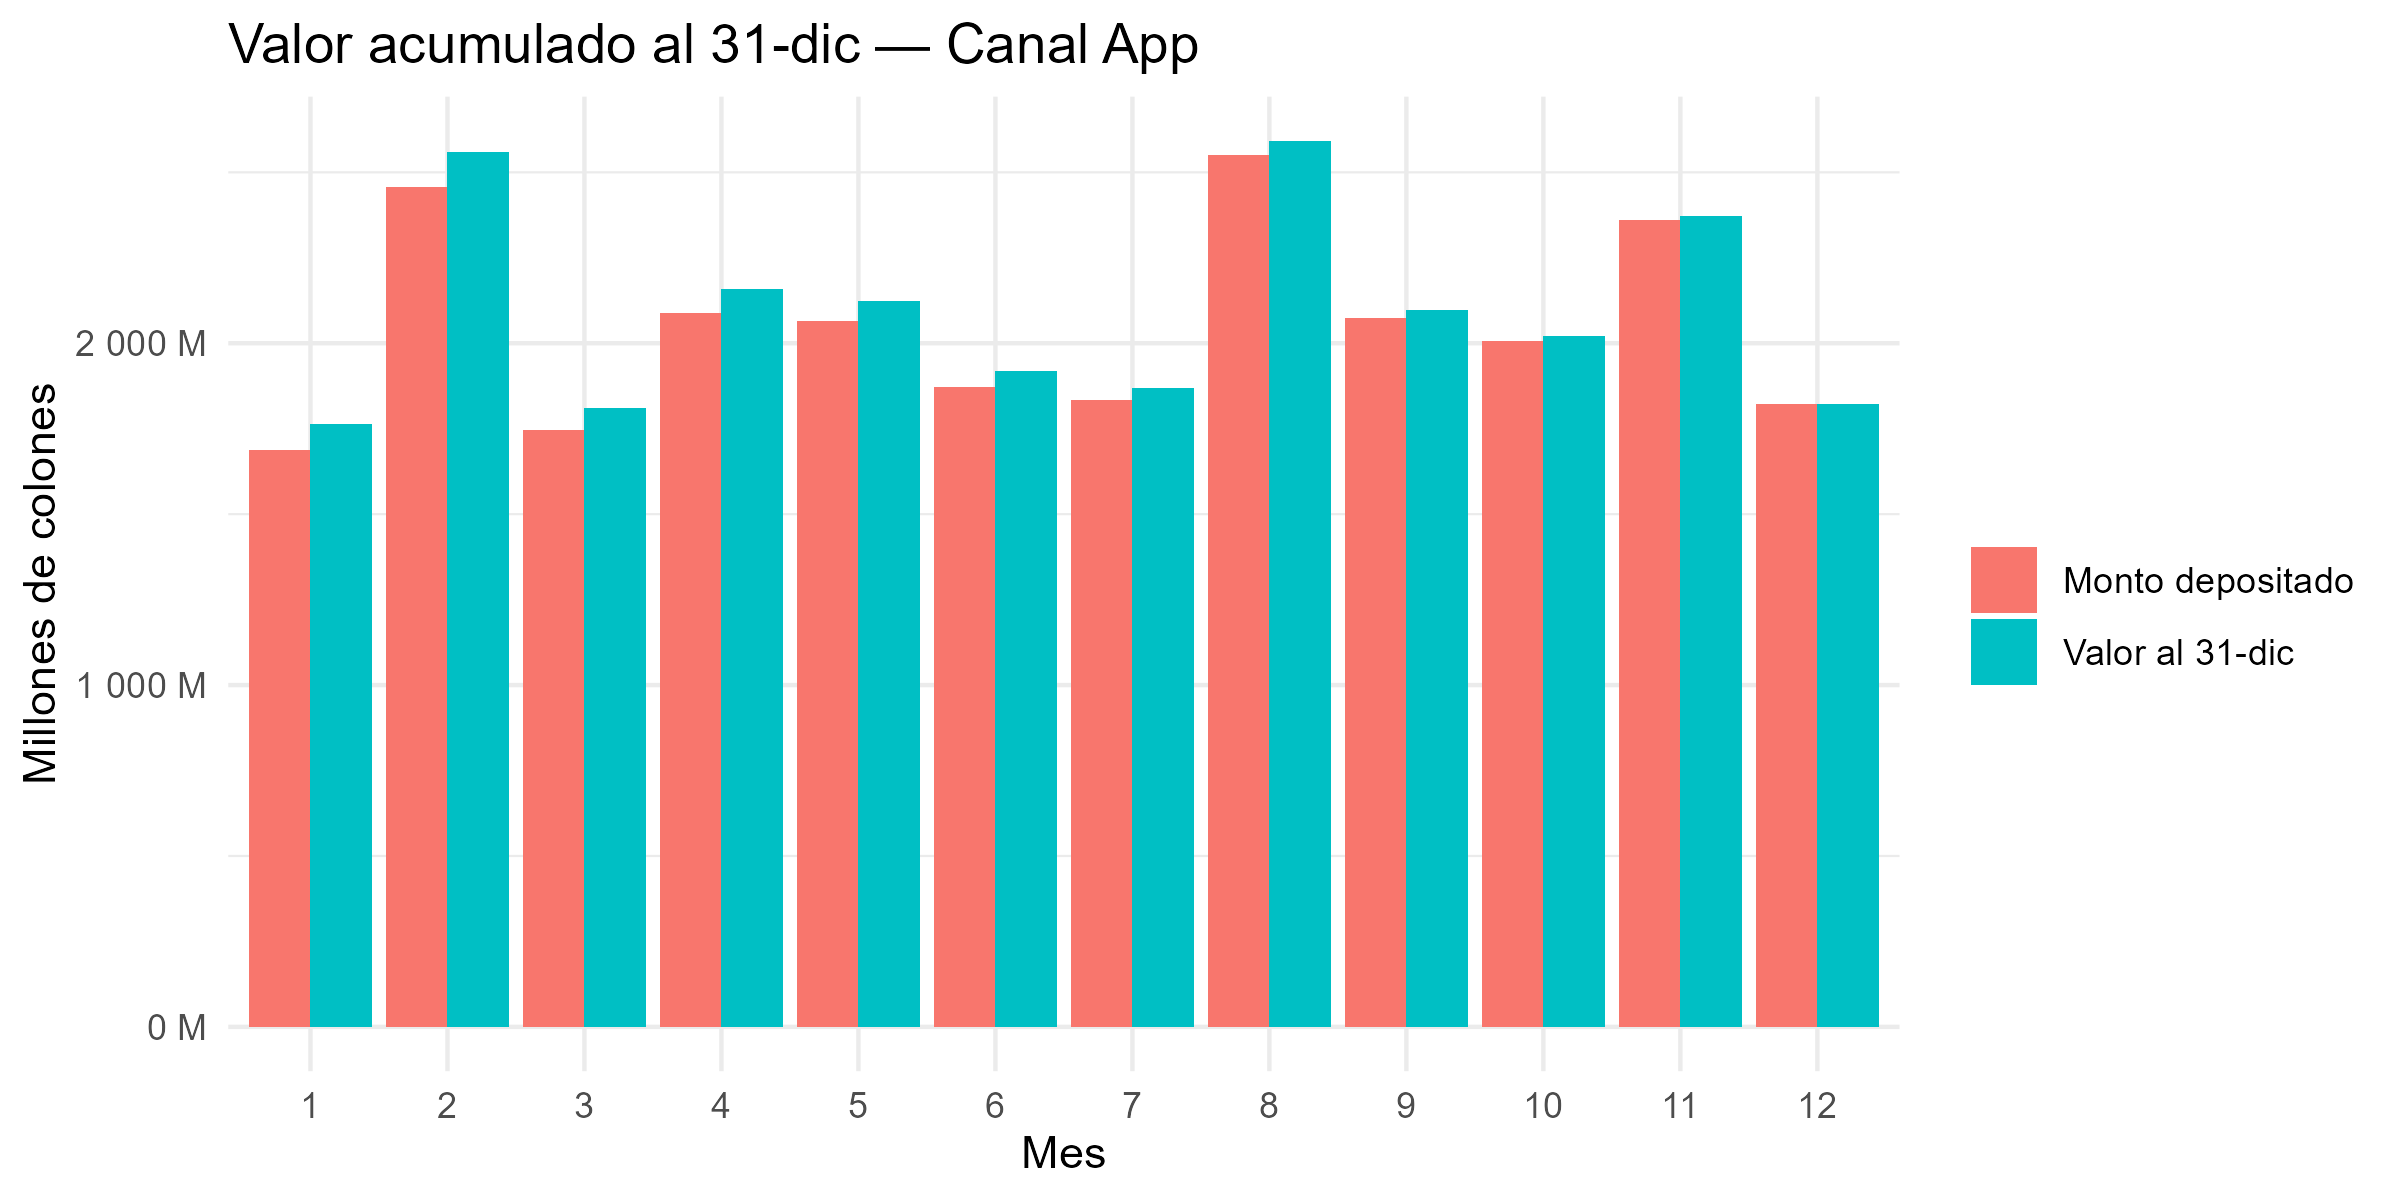 Valor acumulado al 31-dic — Canal App
Millones de colones
2 000 M
1 000 M
0 M
1 2 3 4 5 6 7 8 9 10 11 12
Mes
Monto depositado
Valor al 31-dic